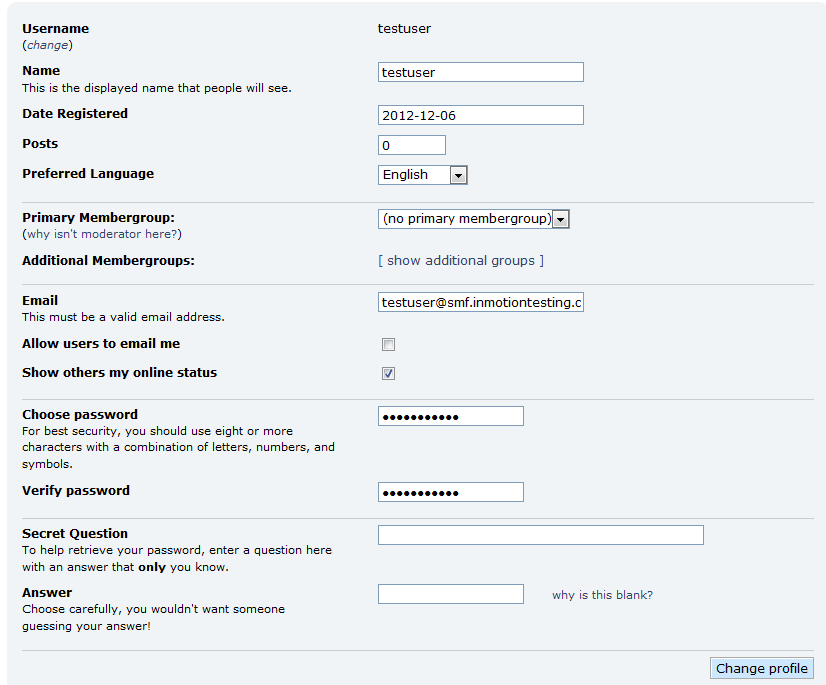 Username testuser
(change)
Name testuser
This is the displayed name that people will see.
Date Registered 2012-12-06
Posts 0
Preferred Language English
Primary Membergroup: (no primary membergroup)
(why isn't moderator here?)
Additional Membergroups: [ show additional groups ]
Email testuser@smf.inmotiontesting.c
This must be a valid email address.
Allow users to email me
Show others my online status
Choose password •••••••••••
For best security, you should use eight or more
characters with a combination of letters, numbers, and
symbols.
Verify password •••••••••••
Secret Question
To help retrieve your password, enter a question here
with an answer that only you know.
Answer why is this blank?
Choose carefully, you wouldn't want someone
guessing your answer!
Change profile